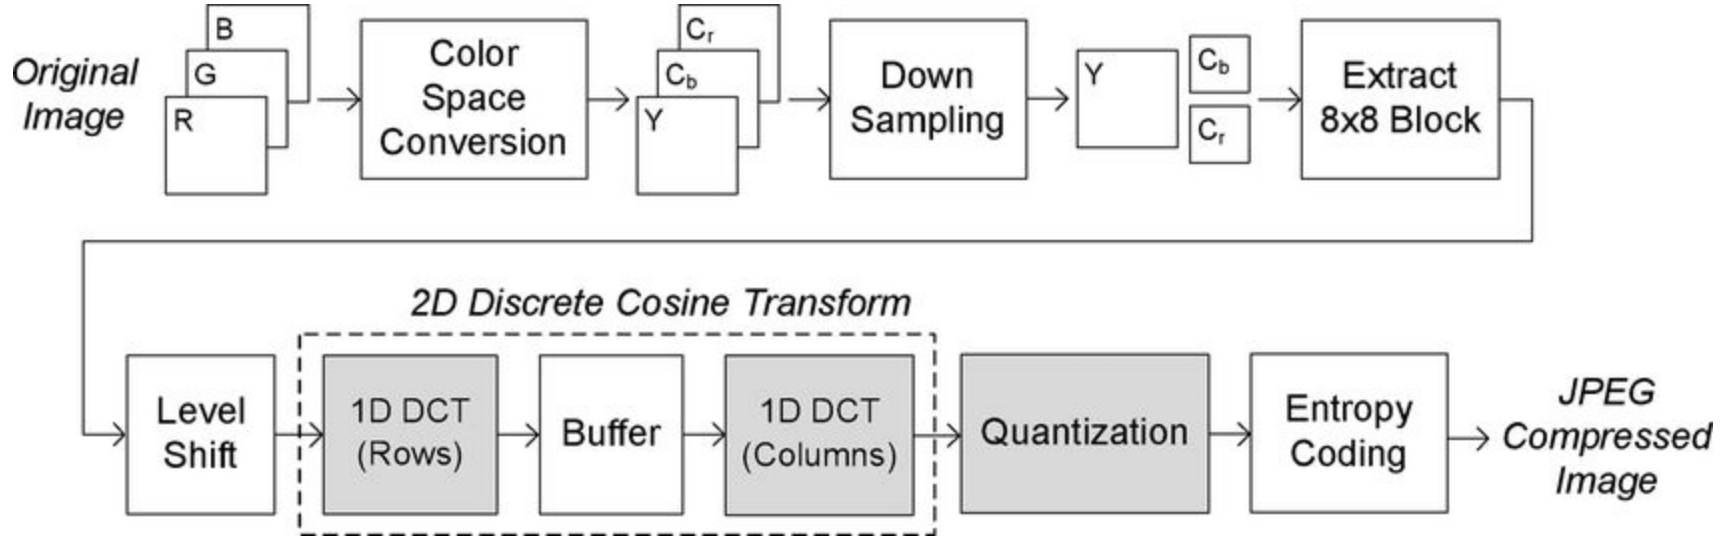 Original
Image
B
G
R
Color
Space
Conversion
Cr
Cb
Y
Down
Sampling
Y
Cb
Cr
Extract
8x8 Block
2D Discrete Cosine Transform
Level
Shift
1D DCT
(Rows)
Buffer
1D DCT
(Columns)
Quantization
Entropy
Coding
JPEG
Compressed
Image